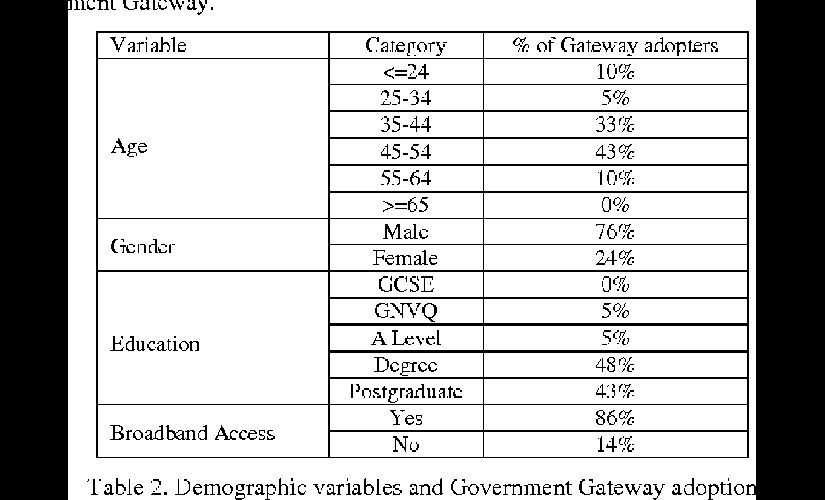 ment Gateway.
Variable Category % of Gateway adopters
<=24 10%
25-34 5%
35-44 33%
Age 45-54 43%
55-64 10%
>=65 0%
Gender Male 76%
Female 24%
GCSE 0%
GNVQ 5%
Education A Level 5%
Degree 48%
Postgraduate 43%
Broadband Access Yes 86%
No 14%
Table 2. Demographic variables and Government Gateway adoption